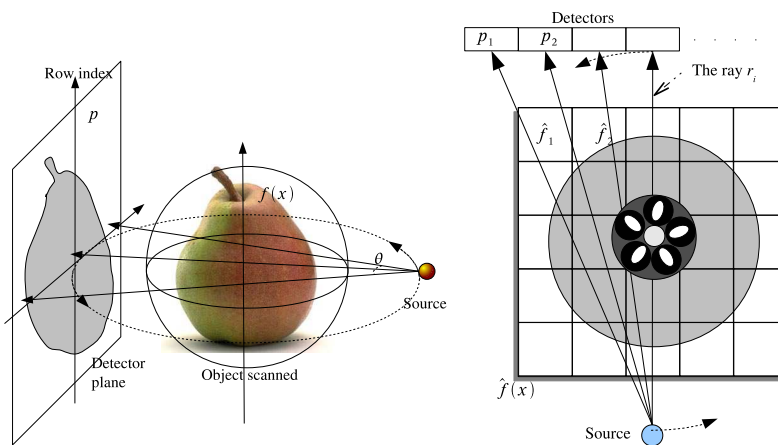 Row index
p
f(x)
θ
Source
Detector
plane
Object scanned
Detectors
p₁ p₂ . . . . .
The ray rᵢ
f̂₁ f̂₂
f̂(x)
Source